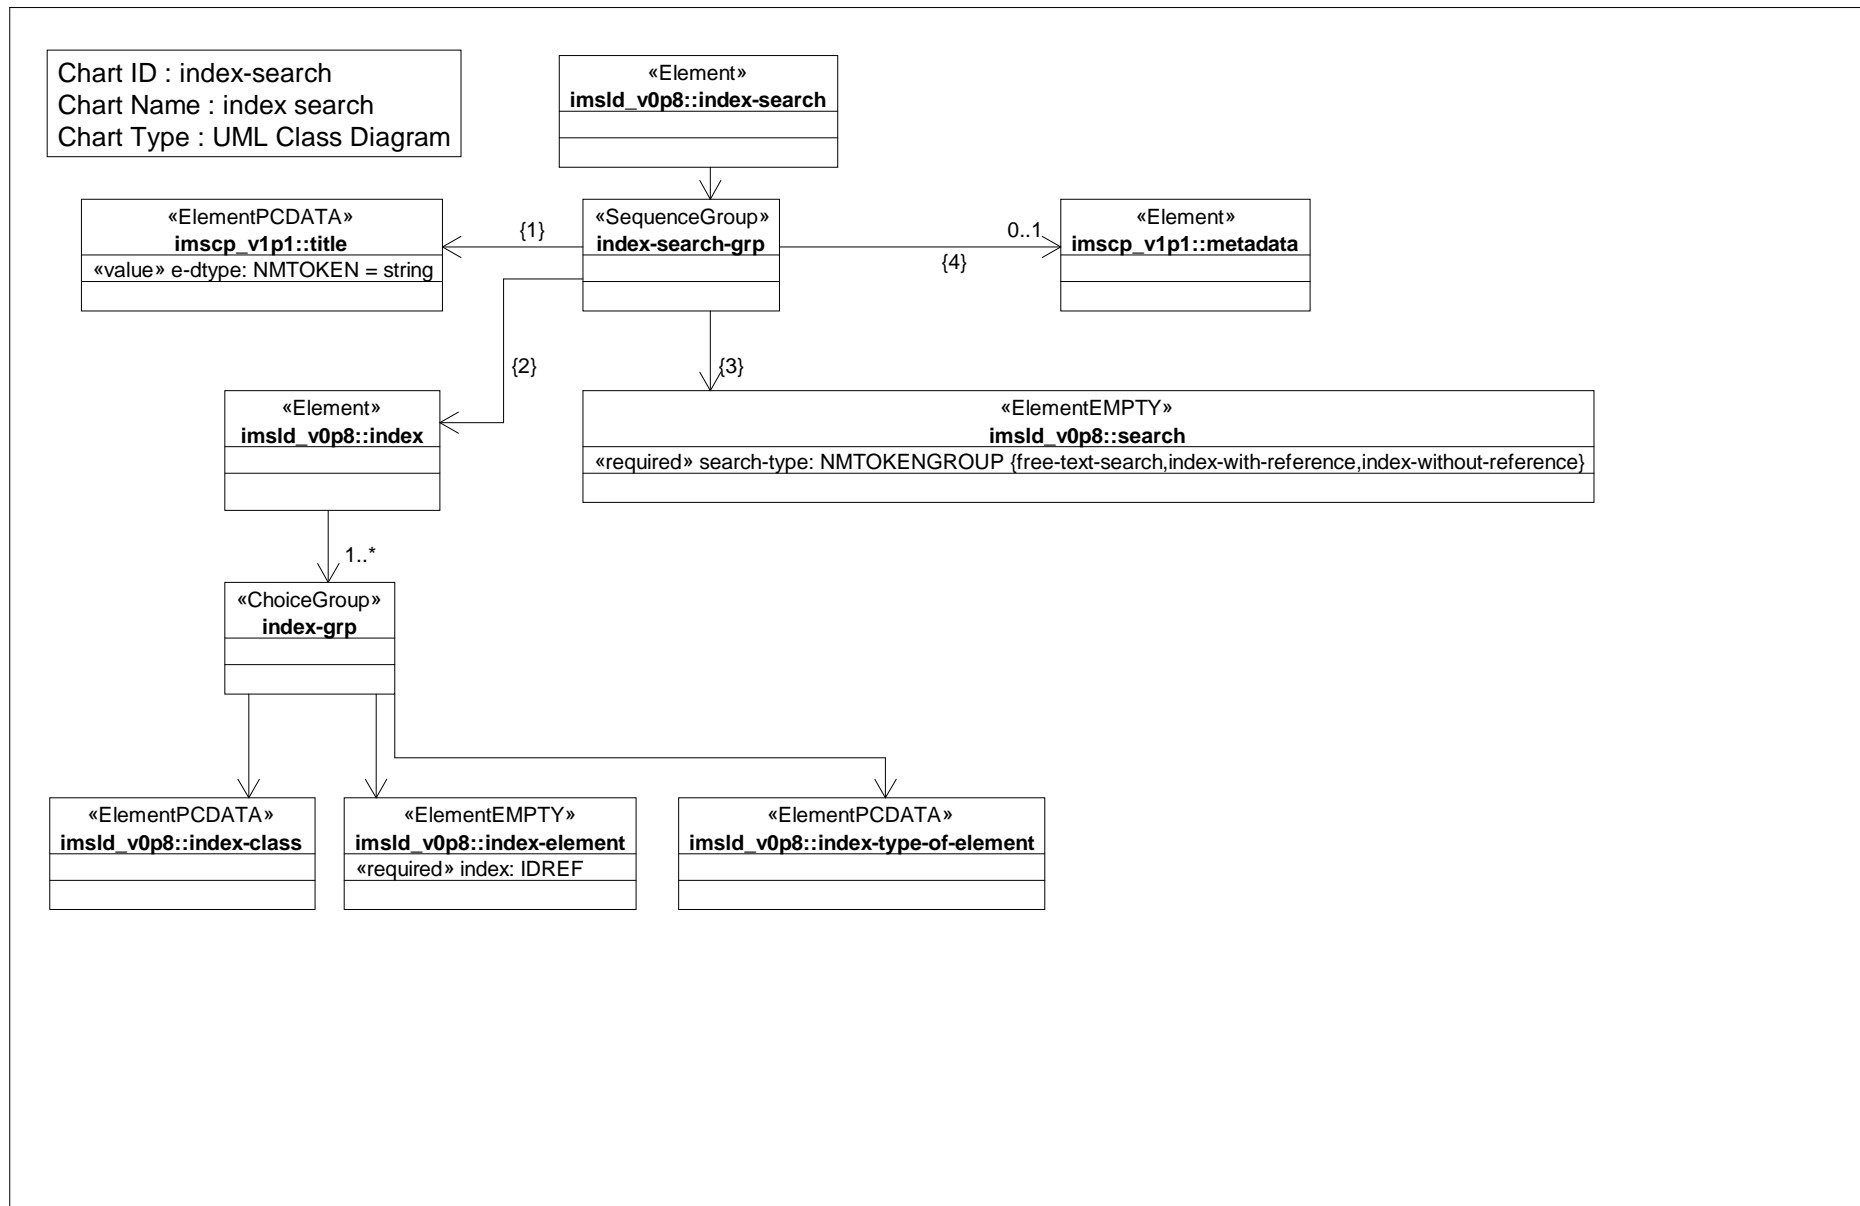 Chart ID : index-search
Chart Name : index search
Chart Type : UML Class Diagram
«Element»
imsld_v0p8::index-search
«ElementPCDATA»
imscp_v1p1::title
«value» e-dtype: NMTOKEN = string
{1}
«SequenceGroup»
index-search-grp
0..1
{4}
«Element»
imscp_v1p1::metadata
{2}
{3}
«Element»
imsld_v0p8::index
«ElementEMPTY»
imsld_v0p8::search
«required» search-type: NMTOKENGROUP {free-text-search,index-with-reference,index-without-reference}
1..*
«ChoiceGroup»
index-grp
«ElementPCDATA»
imsld_v0p8::index-class
«ElementEMPTY»
imsld_v0p8::index-element
«required» index: IDREF
«ElementPCDATA»
imsld_v0p8::index-type-of-element